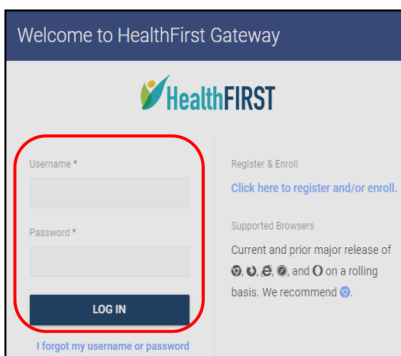 Welcome to HealthFirst Gateway
HealthFIRST
Username *
Password *
LOG IN
I forgot my username or password
Register & Enroll
Click here to register and/or enroll.
Supported Browsers
Current and prior major release of
, , , , and O on a rolling
basis. We recommend .